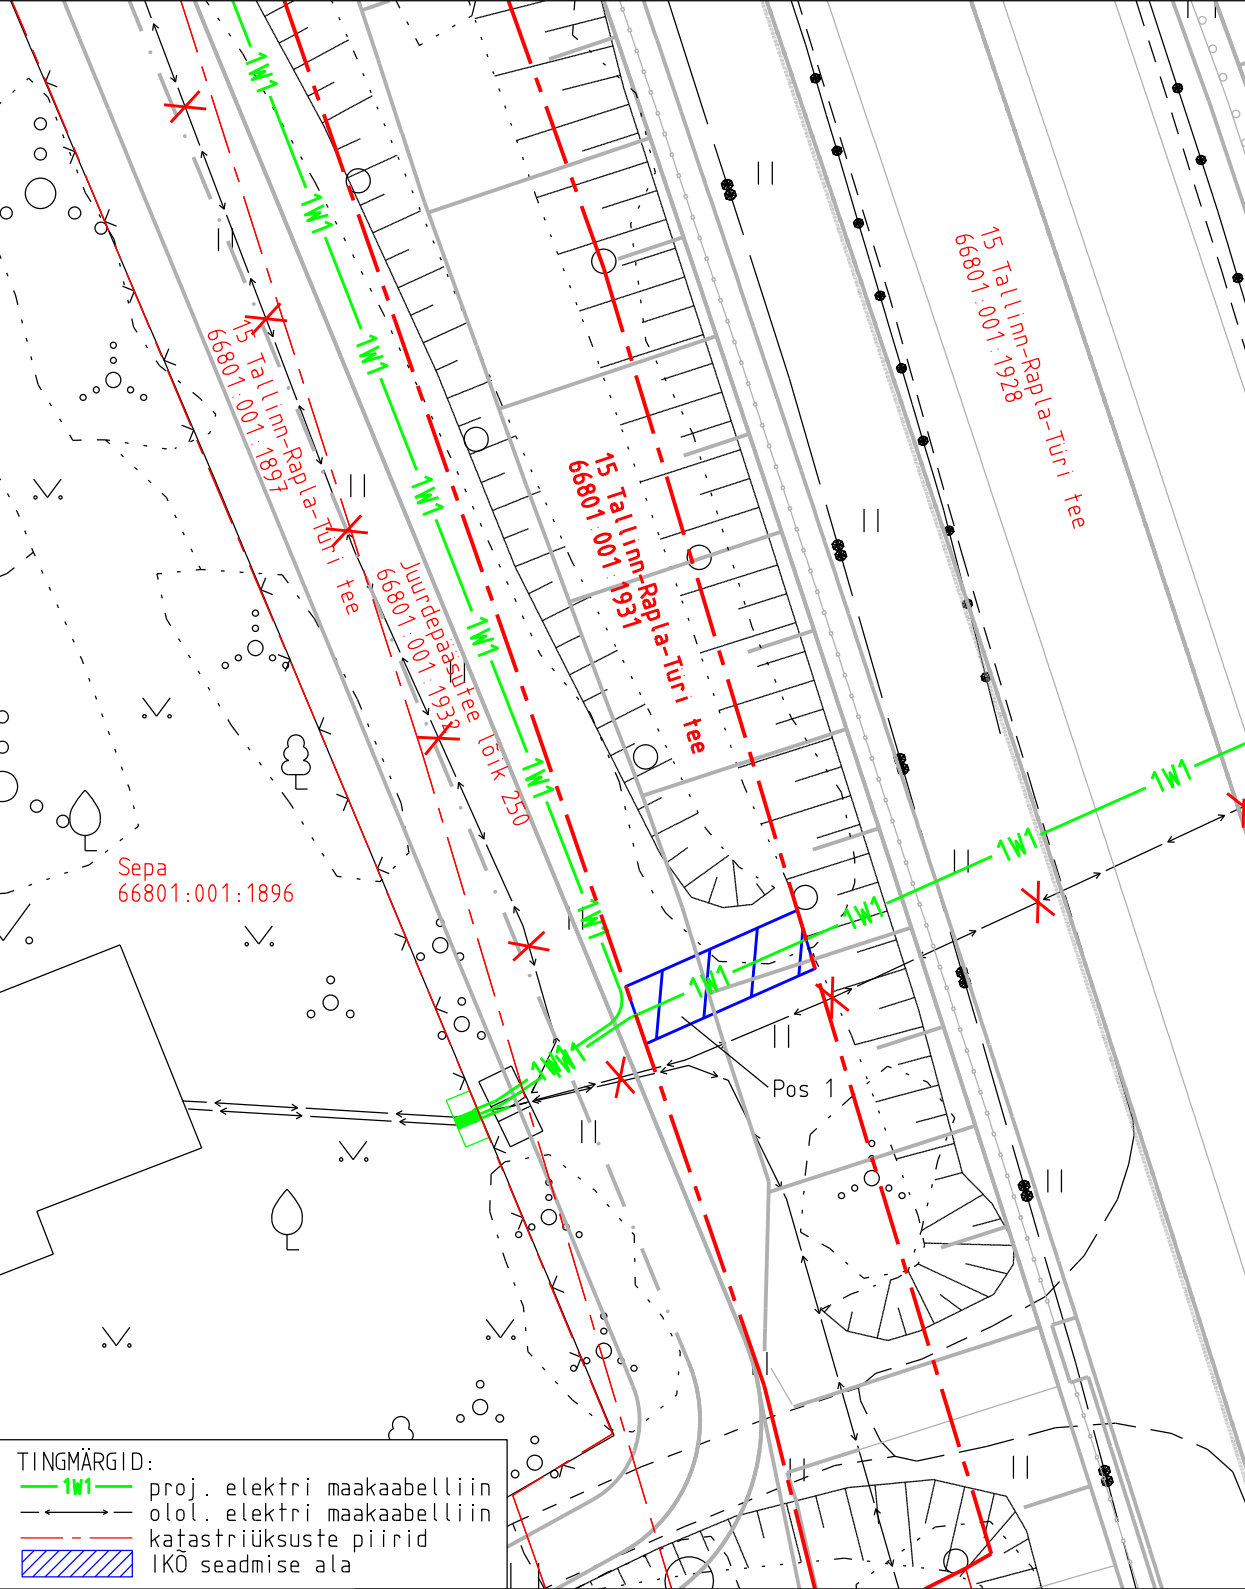 1W1
1W1
1W1
1W1
1W1
1W1
1W1
1W1
1W1
1W1
1W1
1W1
1W1
15 Tallinn-Rapla-Türi tee
66801:001:1928
15 Tallinn-Rapla-Türi tee
66801:001:1897
15 Tallinn-Rapla-Türi tee
66801:001:1931
Juurdepääsutee lõik 250
66801:001:1932
Sepa
66801:001:1896
Pos 1
TINGMÄRGID:
1W1 proj. elektri maakaabelliin
olol. elektri maakaabelliin
katastriüksuste piirid
IKÕ seadmise ala